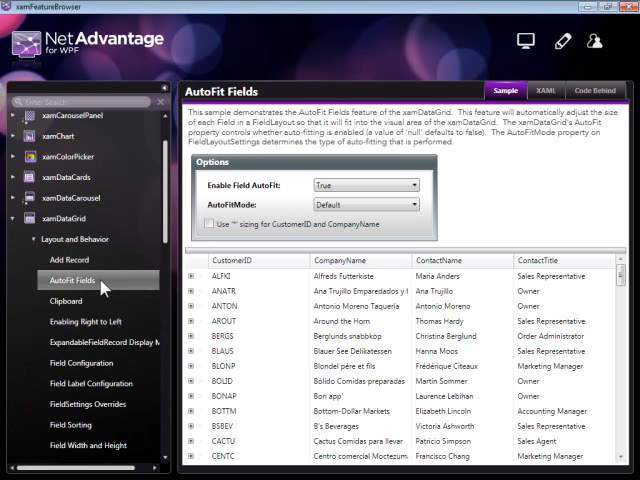 xamFeatureBrowser
NetAdvantage
for WPF
AutoFit Fields
Sample
XAML
Code Behind
Enter Search
This sample demonstrates the AutoFit Fields feature of the xamDataGrid. This feature will automatically adjust the size
of each Field in a FieldLayout so that it will fit into the visual area of the xamDataGrid. The xamDataGrid's AutoFit
property controls whether auto-fitting is enabled (a value of 'null' defaults to false). The AutoFitMode property on
FieldLayoutSettings determines the type of auto-fitting that is performed.
xamCarouselPanel
xamChart
xamColorPicker
xamDataCards
xamDataCarousel
xamDataGrid
Layout and Behavior
Add Record
AutoFit Fields
Clipboard
Enabling Right to Left
ExpandableFieldRecord Display M
Field Configuration
Field Label Configuration
FieldSettings Overrides
Field Sorting
Field Width and Height
Options
Enable Field AutoFit: True
AutoFitMode: Default
Use '*' sizing for CustomerID and CompanyName
CustomerID CompanyName ContactName ContactTitle
ALFKI Alfreds Futterkiste Maria Anders Sales Representative
ANATR Ana Trujillo Emparedados y Ana Trujillo Owner
ANTON Antonio Moreno Taquería Antonio Moreno Owner
AROUT Around the Horn Thomas Hardy Sales Representative
BERGS Berglunds snabbköp Christina Berglund Order Administrator
BLAUS Blauer See Delikatessen Hanna Moos Sales Representative
BLONP Blondel père et fils Frédérique Citeaux Marketing Manager
BOLID Bólido Comidas preparadas Martín Sommer Owner
BONAP Bon app' Laurence Lebihan Owner
BOTTM Bottom-Dollar Markets Elizabeth Lincoln Accounting Manager
BSBEV B's Beverages Victoria Ashworth Sales Representative
CACTU Cactus Comidas para llevar Patricio Simpson Sales Agent
CENTC Centro comercial Moctezum Francisco Chang Marketing Manager